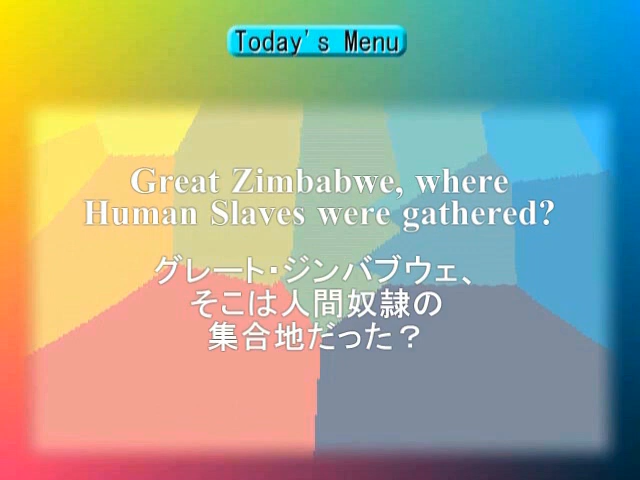 Today's Menu
Great Zimbabwe, where
Human Slaves were gathered?
グレート・ジンバブウェ、
そこは人間奴隷の
集合地だった？